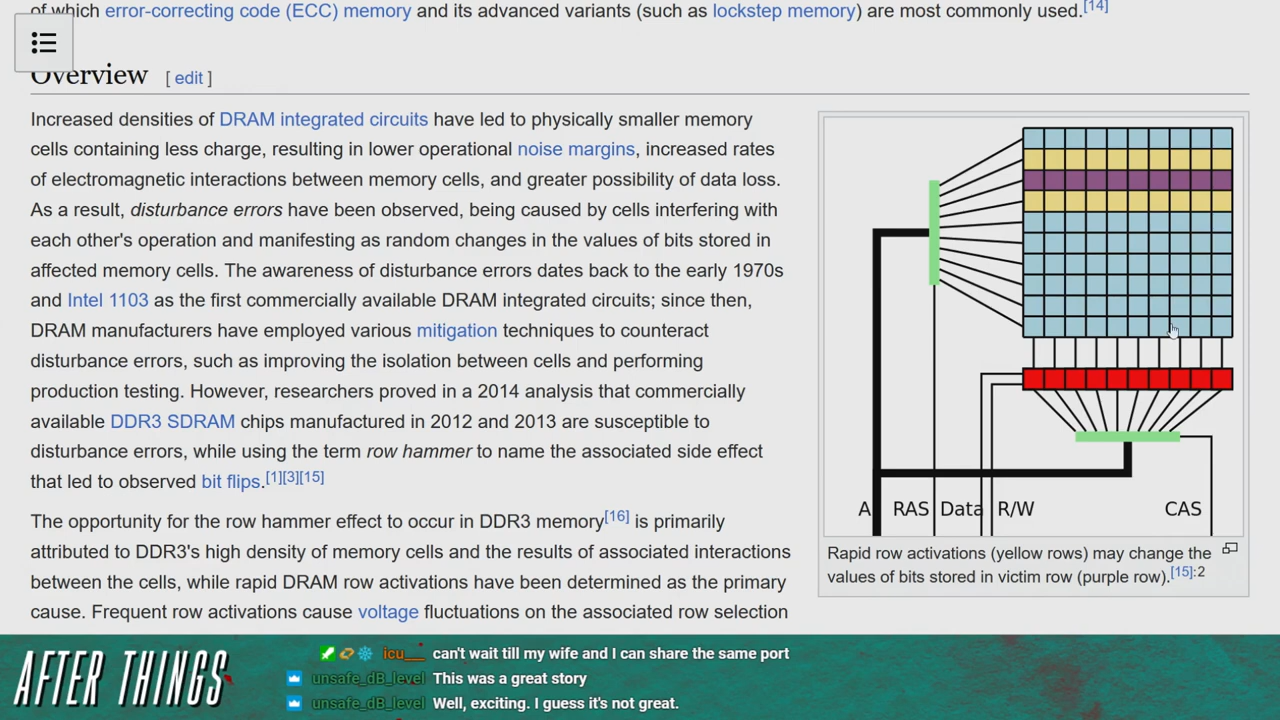 of which error-correcting code (ECC) memory and its advanced variants (such as lockstep memory) are most commonly used.[14]
Overview [ edit ]
Increased densities of DRAM integrated circuits have led to physically smaller memory
cells containing less charge, resulting in lower operational noise margins, increased rates
of electromagnetic interactions between memory cells, and greater possibility of data loss.
As a result, disturbance errors have been observed, being caused by cells interfering with
each other's operation and manifesting as random changes in the values of bits stored in
affected memory cells. The awareness of disturbance errors dates back to the early 1970s
and Intel 1103 as the first commercially available DRAM integrated circuits; since then,
DRAM manufacturers have employed various mitigation techniques to counteract
disturbance errors, such as improving the isolation between cells and performing
production testing. However, researchers proved in a 2014 analysis that commercially
available DDR3 SDRAM chips manufactured in 2012 and 2013 are susceptible to
disturbance errors, while using the term row hammer to name the associated side effect
that led to observed bit flips.[1][3][15]
The opportunity for the row hammer effect to occur in DDR3 memory[16] is primarily
attributed to DDR3's high density of memory cells and the results of associated interactions
between the cells, while rapid DRAM row activations have been determined as the primary
cause. Frequent row activations cause voltage fluctuations on the associated row selection
A RAS Data R/W CAS
Rapid row activations (yellow rows) may change the
values of bits stored in victim row (purple row).[15]:2
AFTER THINGS
icu__ can't wait till my wife and I can share the same port
unsafe_dB_level This was a great story
unsafe_dB_level Well, exciting. I guess it's not great.